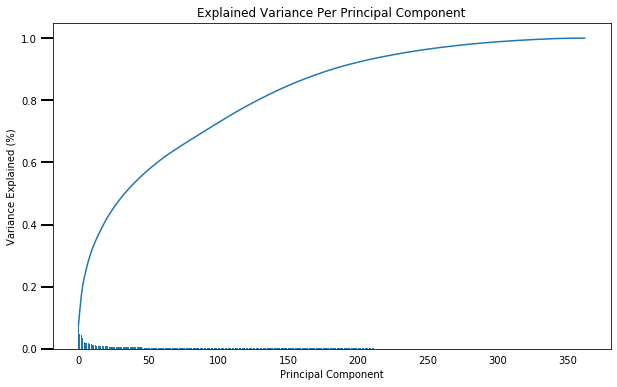 Explained Variance Per Principal Component
1.0
0.8
0.6
0.4
0.2
0.0
Variance Explained (%)
0 50 100 150 200 250 300 350
Principal Component